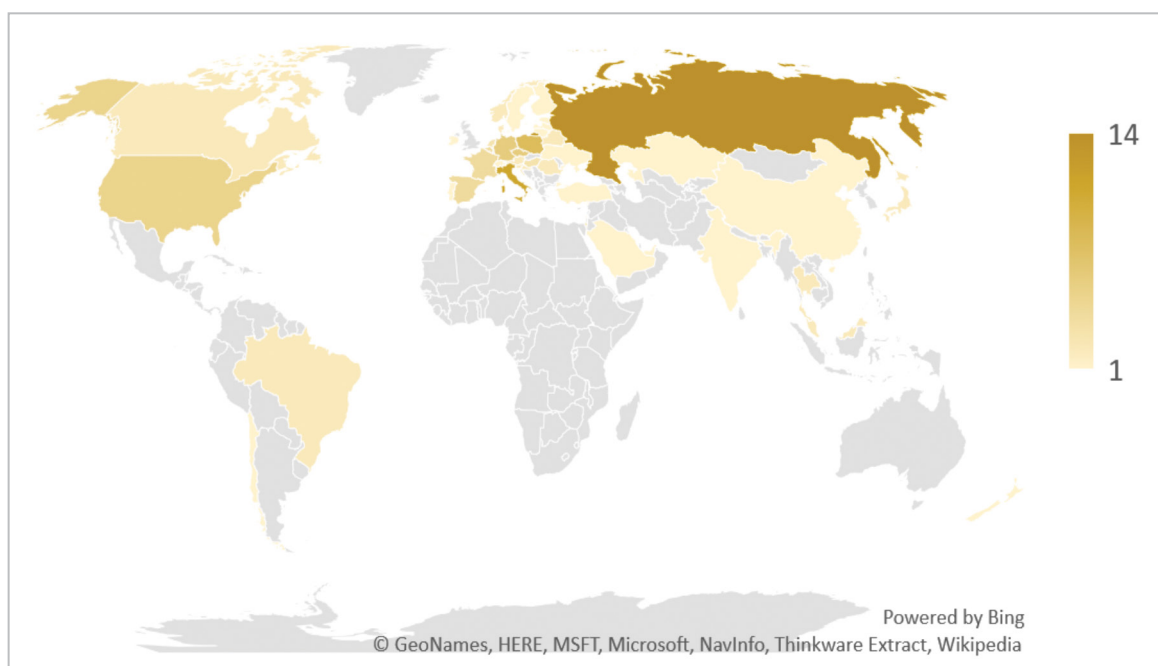 14
1
Powered by Bing
© GeoNames, HERE, MSFT, Microsoft, NavInfo, Thinkware Extract, Wikipedia